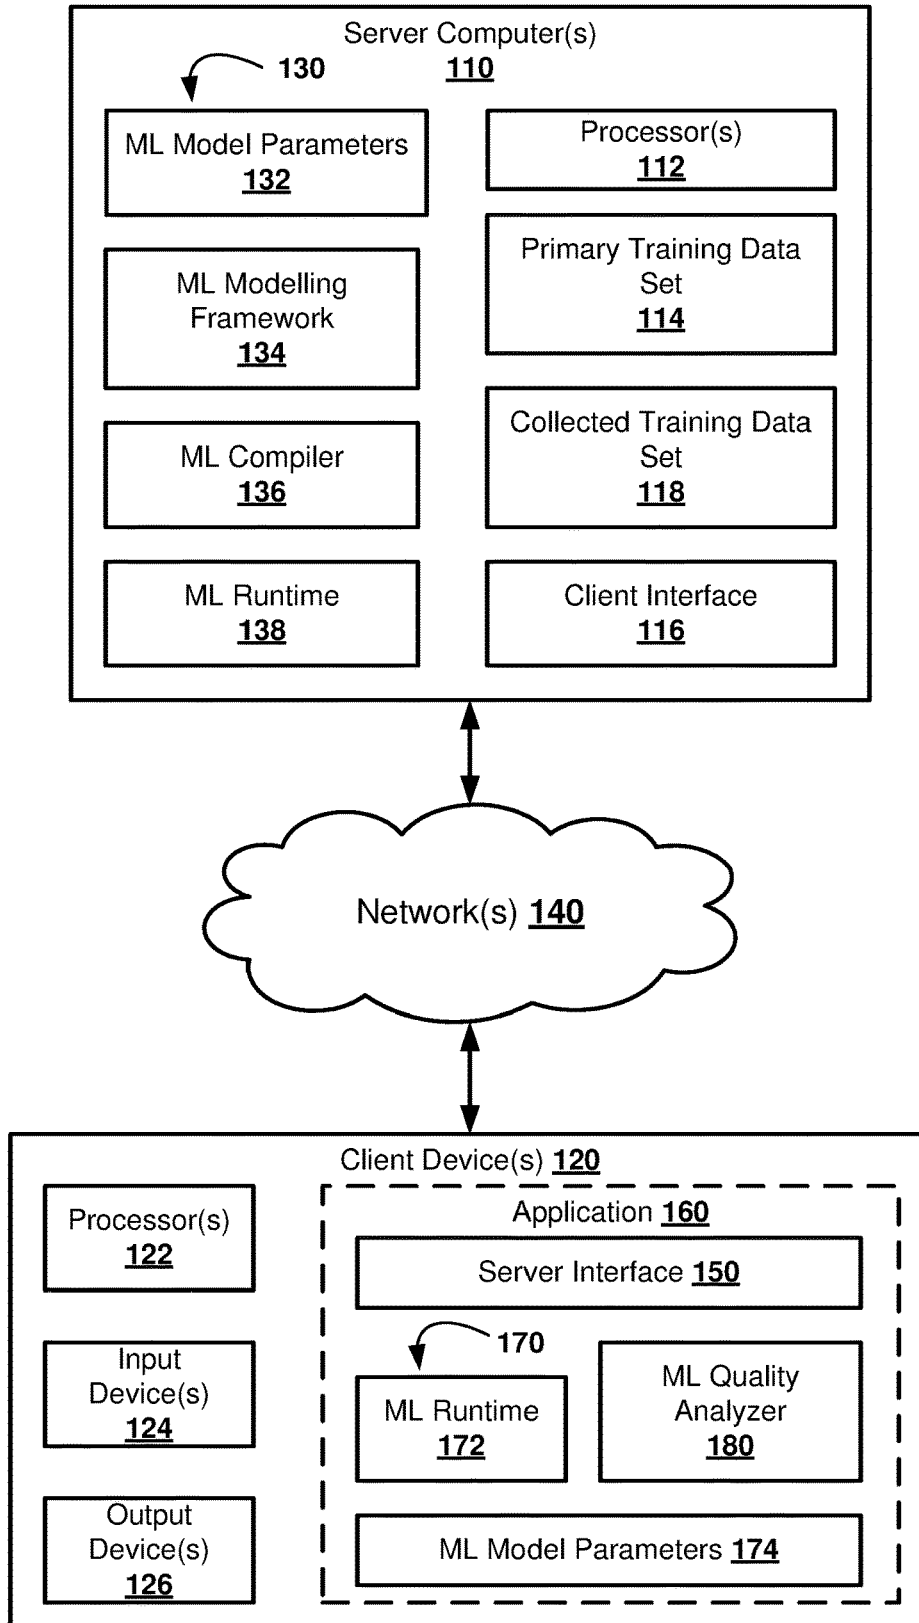 Server Computer(s)
110
130
ML Model Parameters
132
ML Modelling
Framework
134
ML Compiler
136
ML Runtime
138
Processor(s)
112
Primary Training Data
Set
114
Collected Training Data
Set
118
Client Interface
116
Network(s) 140
Client Device(s) 120
Processor(s)
122
Input
Device(s)
124
Output
Device(s)
126
Application 160
Server Interface 150
170
ML Runtime
172
ML Quality
Analyzer
180
ML Model Parameters 174